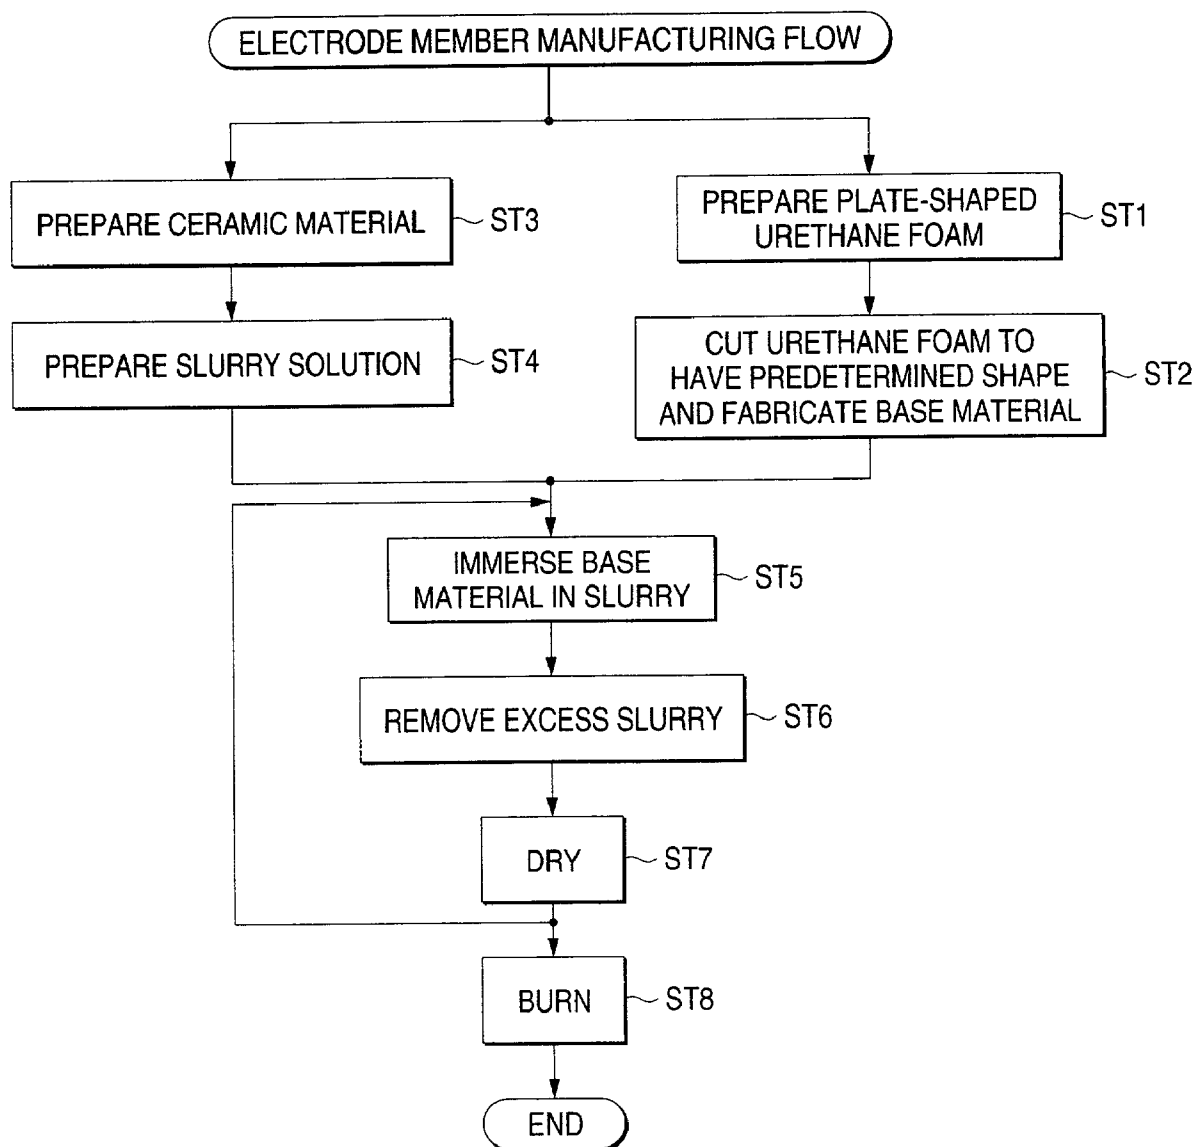 ELECTRODE MEMBER MANUFACTURING FLOW
PREPARE CERAMIC MATERIAL
ST3
PREPARE PLATE-SHAPED
URETHANE FOAM
ST1
PREPARE SLURRY SOLUTION
ST4
CUT URETHANE FOAM TO
HAVE PREDETERMINED SHAPE
AND FABRICATE BASE MATERIAL
ST2
IMMERSE BASE
MATERIAL IN SLURRY
ST5
REMOVE EXCESS SLURRY
ST6
DRY
ST7
BURN
ST8
END